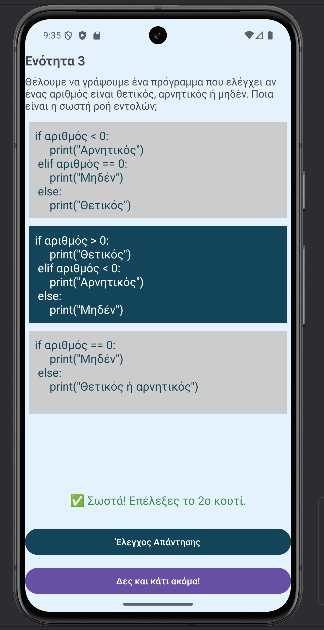 9:35
Ενότητα 3
Θέλουμε να γράψουμε ένα πρόγραμμα που ελέγχει αν
ένας αριθμός είναι θετικός, αρνητικός ή μηδέν. Ποια
είναι η σωστή ροή εντολών;
if αριθμός < 0:
print("Αρνητικός")
elif αριθμός == 0:
print("Μηδέν")
else:
print("Θετικός")
if αριθμός > 0:
print("Θετικός")
elif αριθμός < 0:
print("Αρνητικός")
else:
print("Μηδέν")
if αριθμός == 0:
print("Μηδέν")
else:
print("Θετικός ή αρνητικός")
✅ Σωστά! Επέλεξες το 2ο κουτί.
Έλεγχος Απάντησης
Δες και κάτι ακόμα!